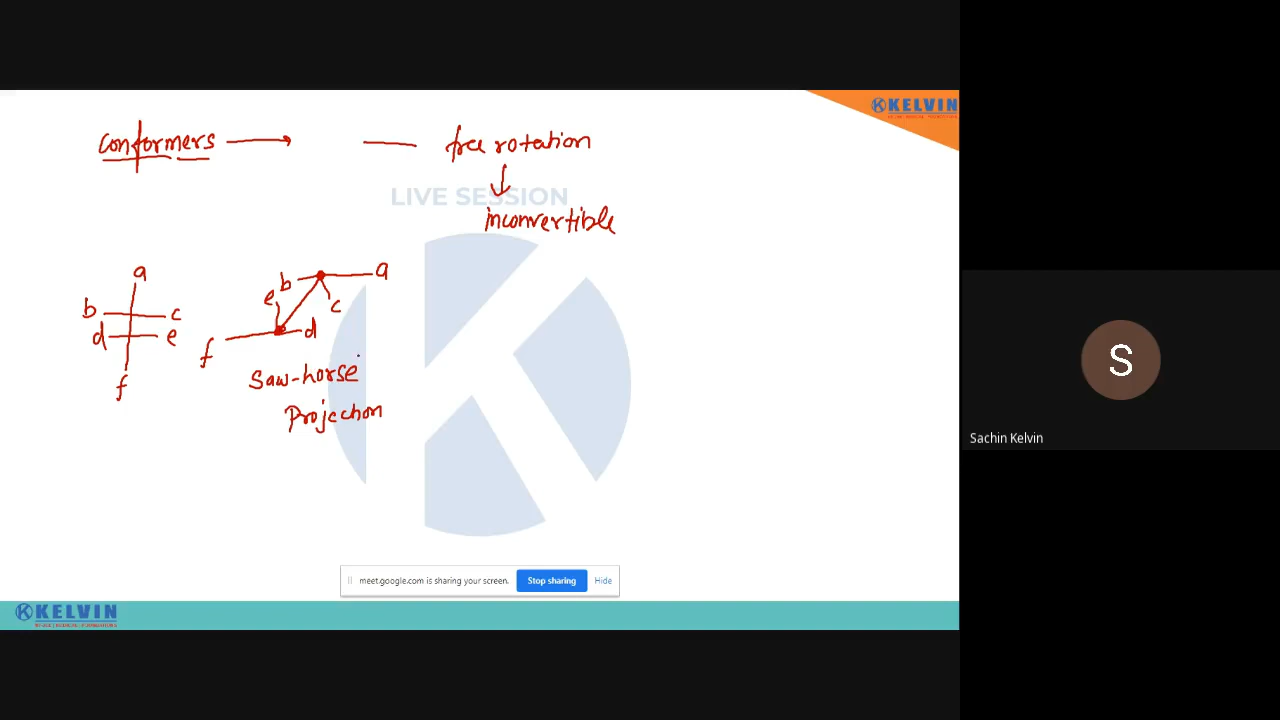 KELVIN
conformers → — free rotation
↓
LIVE SESSION
inconvertible
a
b c
d e
f
b a
e c
f d
Saw-horse
Projection
meet.google.com is sharing your screen. Stop sharing Hide
KELVIN
S
Sachin Kelvin